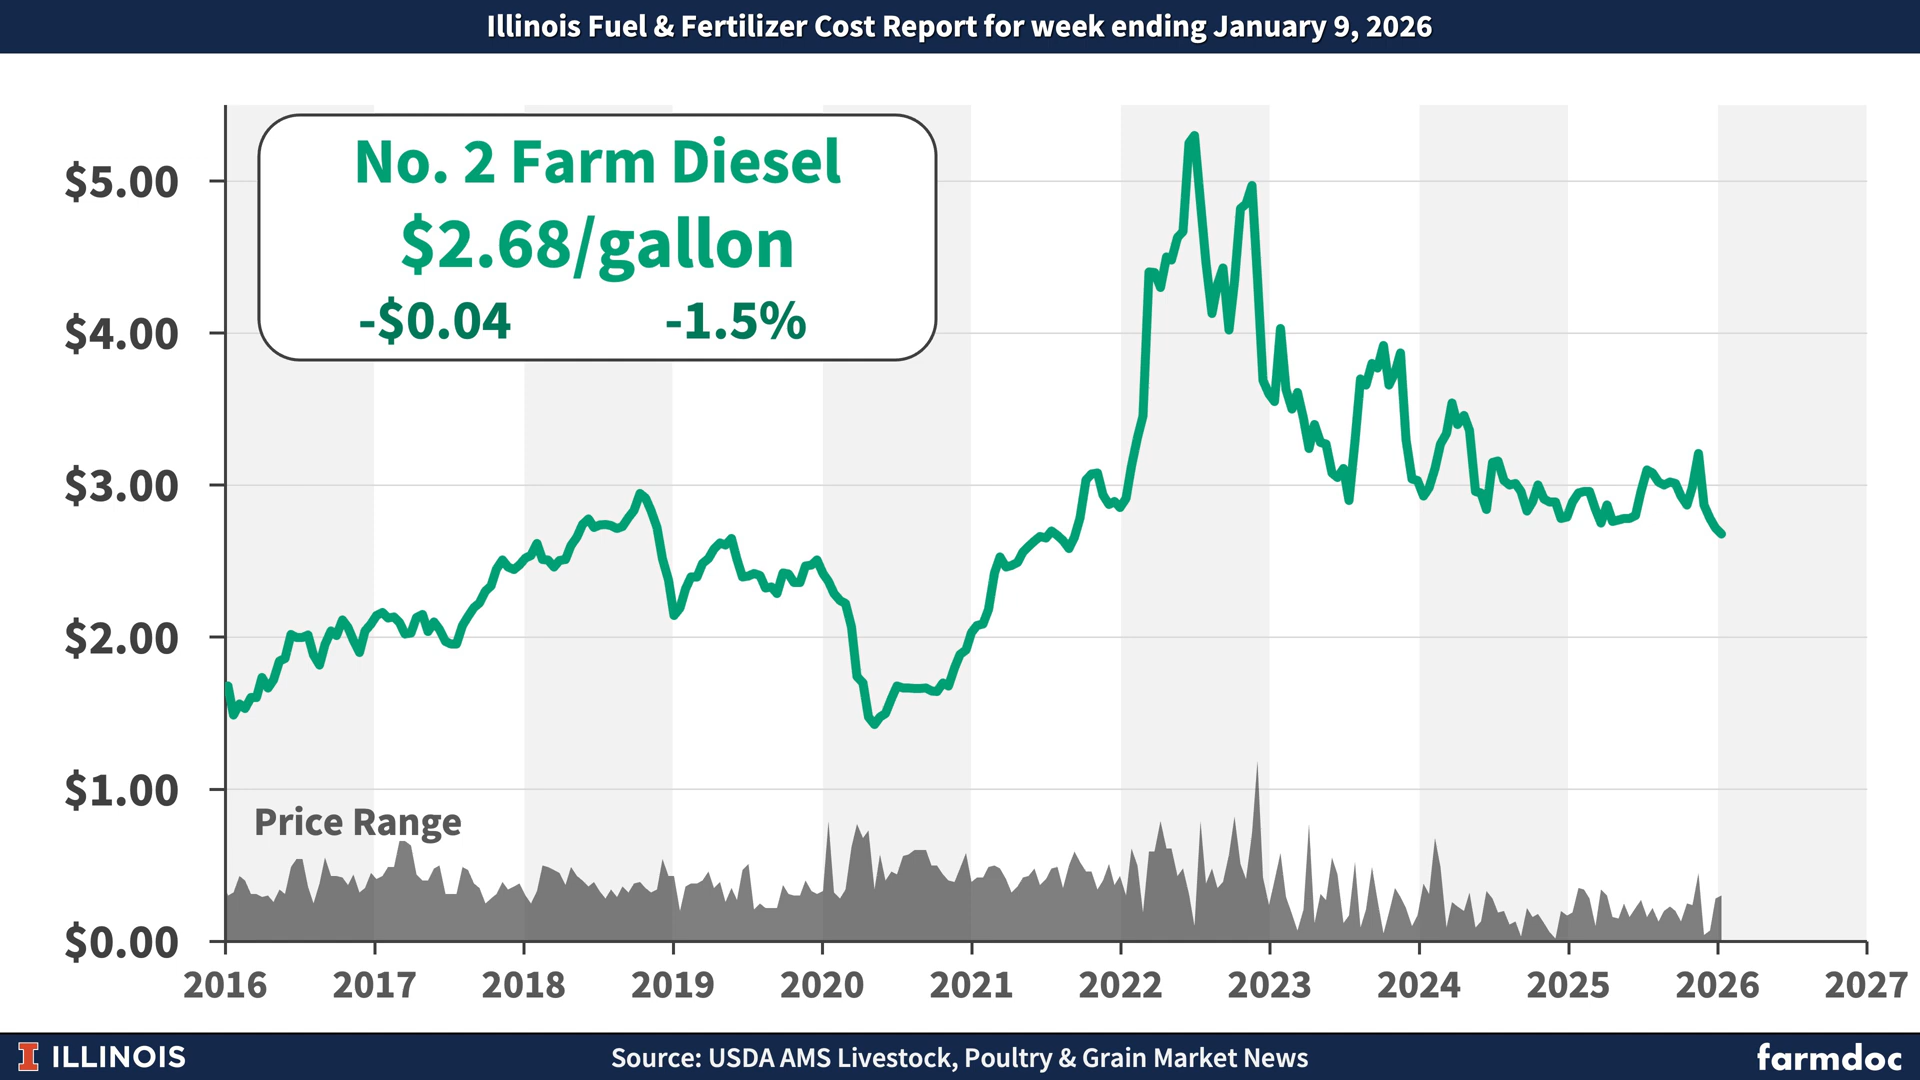 Illinois Fuel & Fertilizer Cost Report for week ending January 9, 2026
No. 2 Farm Diesel
$2.68/gallon
-$0.04 -1.5%
$5.00
$4.00
$3.00
$2.00
$1.00
$0.00
Price Range
2016 2017 2018 2019 2020 2021 2022 2023 2024 2025 2026 2027
I ILLINOIS
Source: USDA AMS Livestock, Poultry & Grain Market News
farmdoc